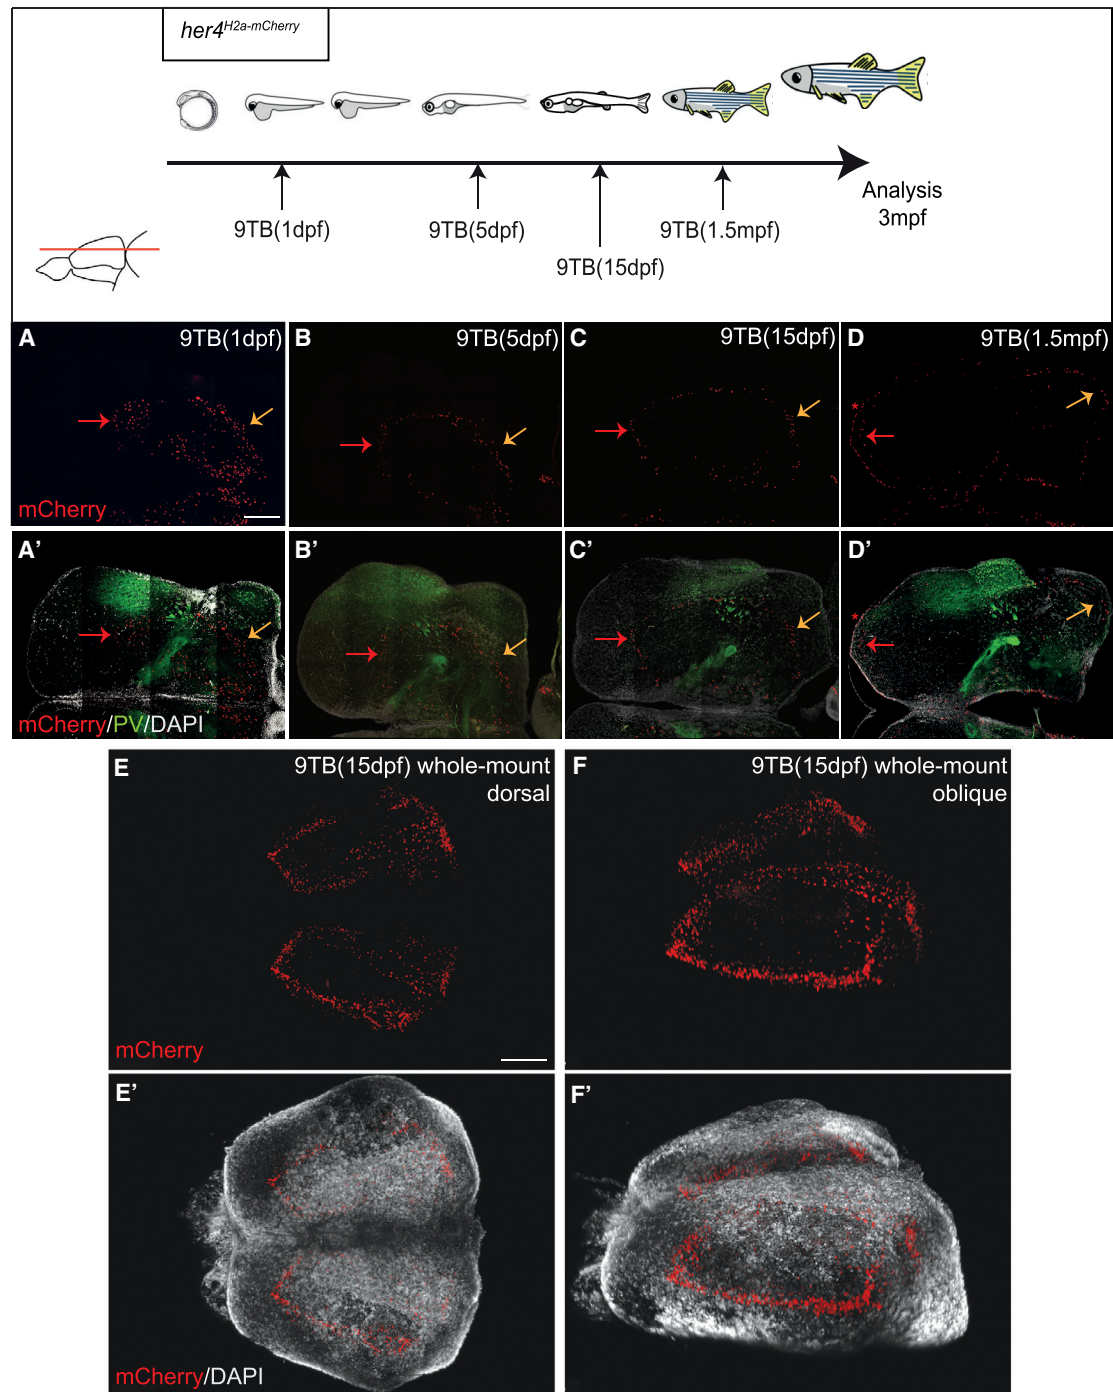 her4H2a-mCherry
9TB(1dpf)
9TB(5dpf)
9TB(15dpf)
9TB(1.5mpf)
Analysis
3mpf
A
9TB(1dpf)
mCherry
B
9TB(5dpf)
C
9TB(15dpf)
D
9TB(1.5mpf)
*
A’
mCherry/PV/DAPI
B’
C’
D’
*
E
9TB(15dpf) whole-mount
dorsal
mCherry
F
9TB(15dpf) whole-mount
oblique
E’
mCherry/DAPI
F’